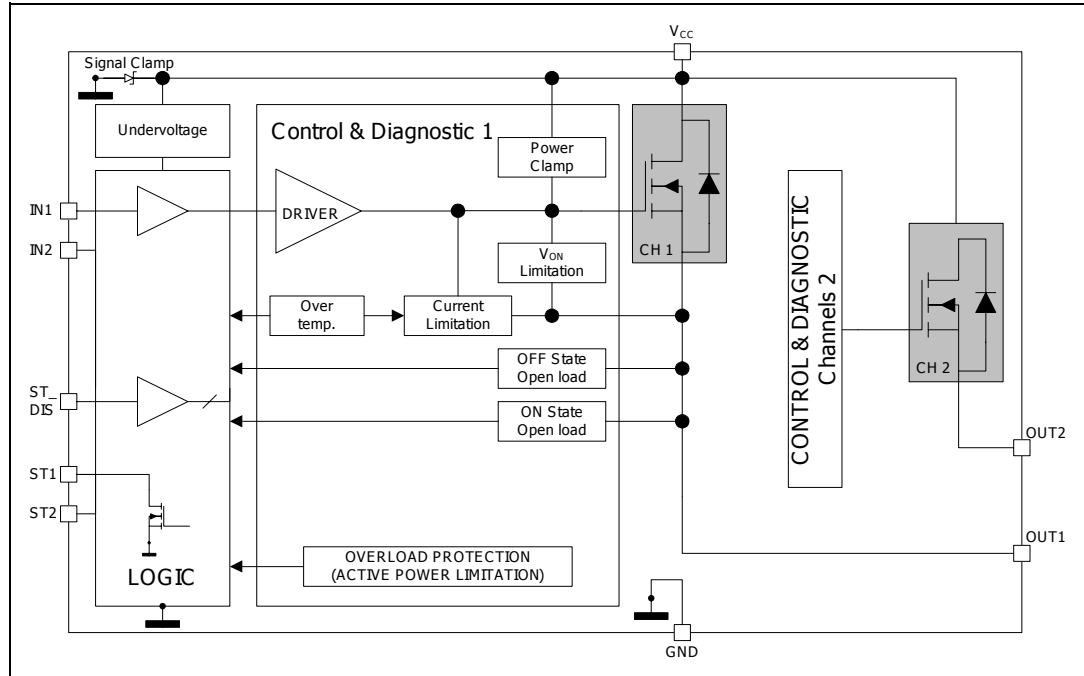 VCC
Signal Clamp
Undervoltage
Control & Diagnostic 1
Power
Clamp
IN1
DRIVER
IN2
CH 1
VON
Limitation
Over
temp.
Current
Limitation
CONTROL & DIAGNOSTIC
Channels 2
CH 2
OFF State
Open load
ST_
DIS
ON State
Open load
OUT2
ST1
ST2
OUT1
OVERLOAD PROTECTION
(ACTIVE POWER LIMITATION)
LOGIC
GND